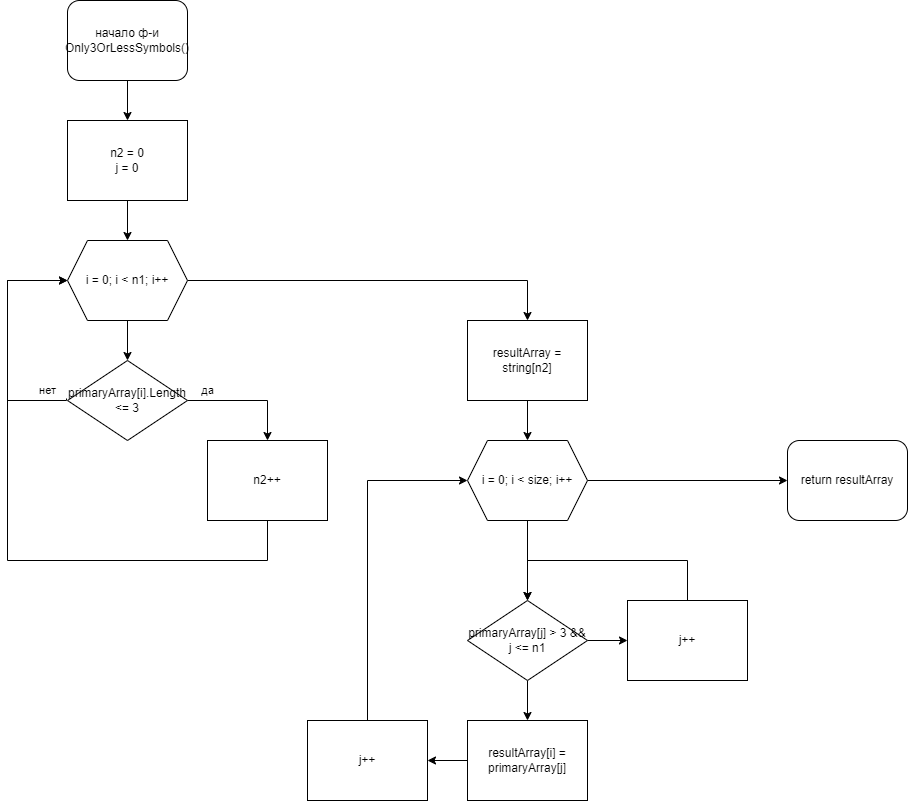 начало ф-и
Only3OrLessSymbols()
n2 = 0
j = 0
i = 0; i < n1; i++
primaryArray[i].Length
<= 3
нет
да
n2++
resultArray =
string[n2]
i = 0; i < size; i++
return resultArray
primaryArray[j] > 3 &&
j <= n1
j++
resultArray[i] =
primaryArray[j]
j++